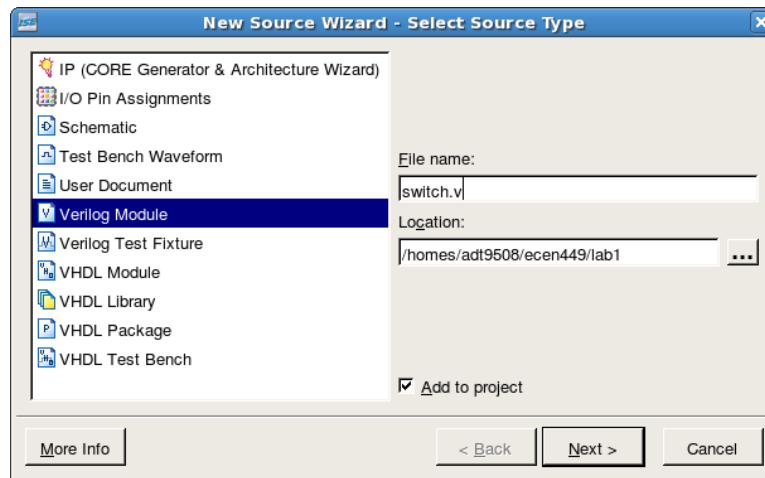 ISE
New Source Wizard - Select Source Type
IP (CORE Generator & Architecture Wizard)
I/O Pin Assignments
Schematic
Test Bench Waveform
User Document
Verilog Module
Verilog Test Fixture
VHDL Module
VHDL Library
VHDL Package
VHDL Test Bench
File name:
switch.v
Location:
/homes/adt9508/ecen449/lab1
...
Add to project
More Info
< Back
Next >
Cancel